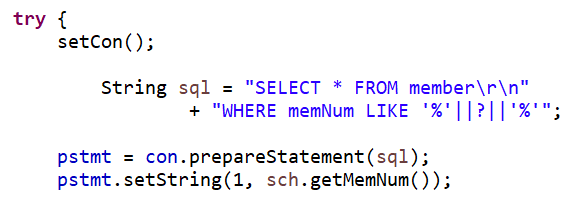 try {
    setCon();
        String sql = "SELECT * FROM member\r\n"
                + "WHERE memNum LIKE '%'||?||'%'";
    pstmt = con.prepareStatement(sql);
    pstmt.setString(1, sch.getMemNum());